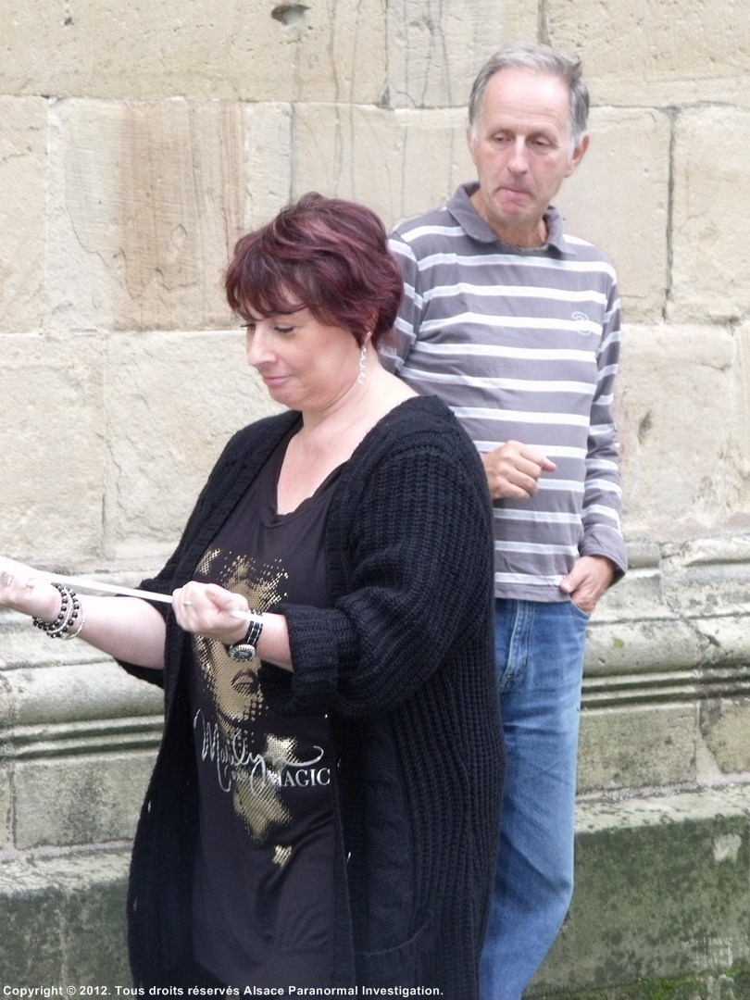 Marilyn
MAGIC
Copyright © 2012. Tous droits réservés Alsace Paranormal Investigation.